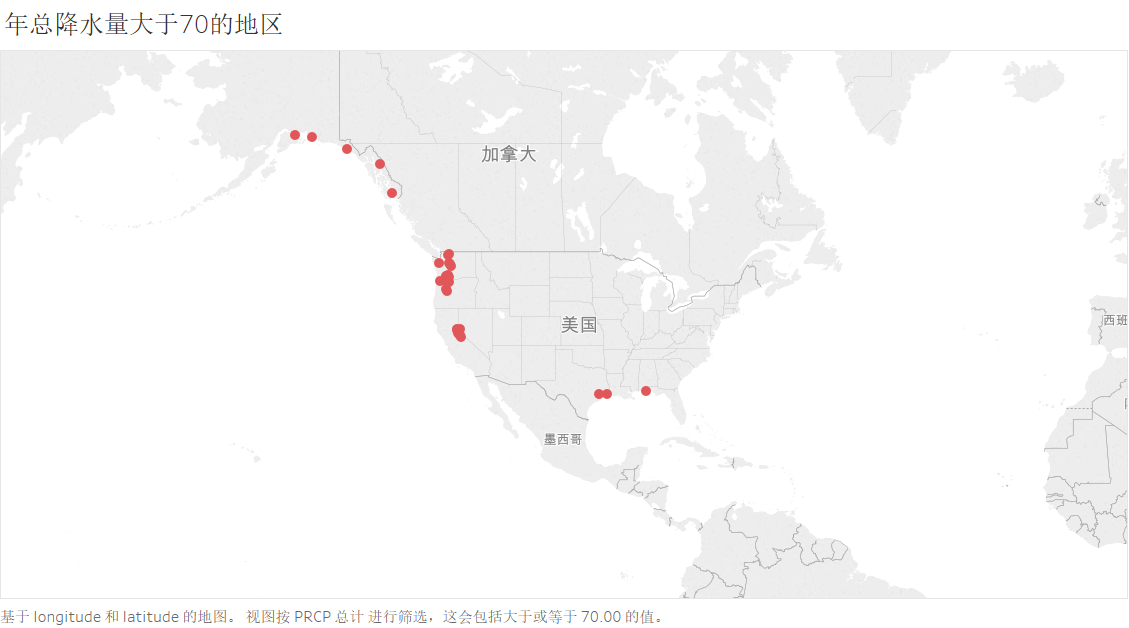 年总降水量大于70的地区
加拿大
美国
西班
墨西哥
基于 longitude 和 latitude 的地图。 视图按 PRCP 总计 进行筛选，这会包括大于或等于 70.00 的值。